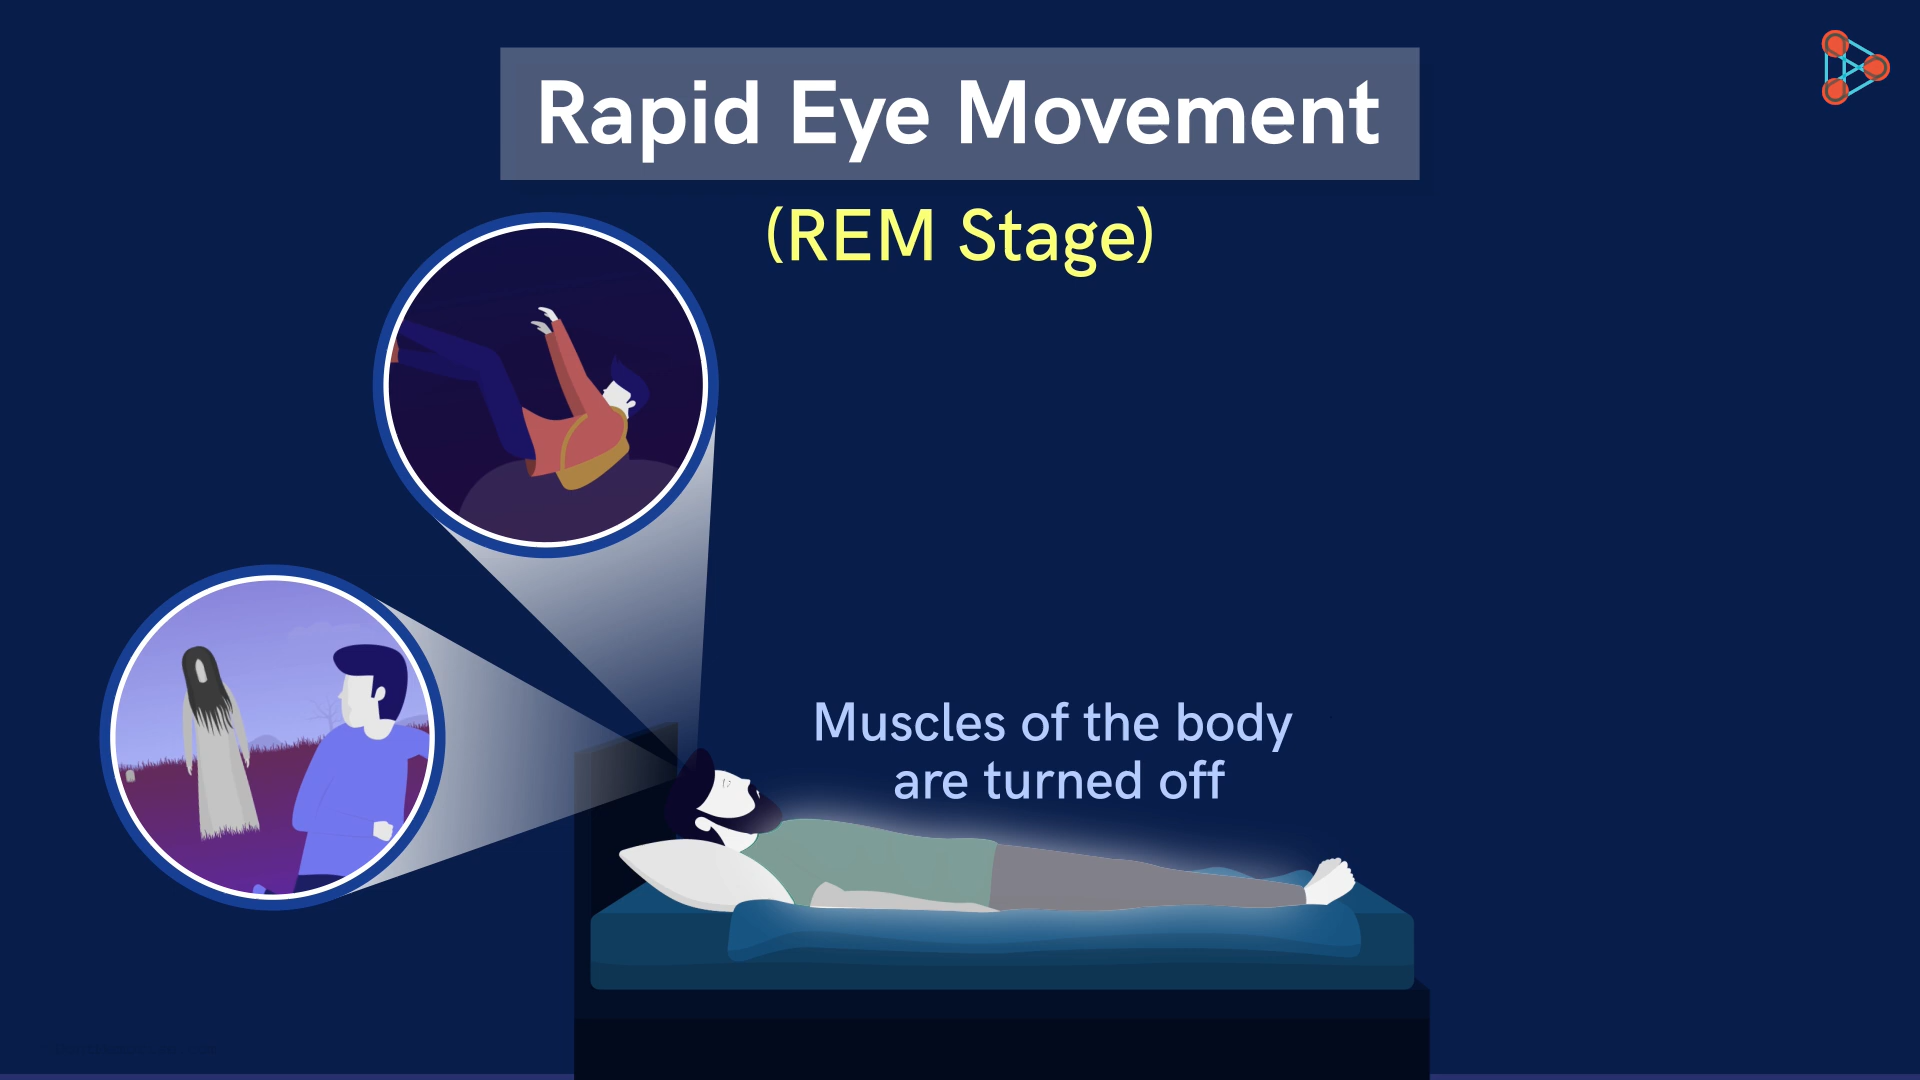 Rapid Eye Movement
(REM Stage)
Muscles of the body
are turned off